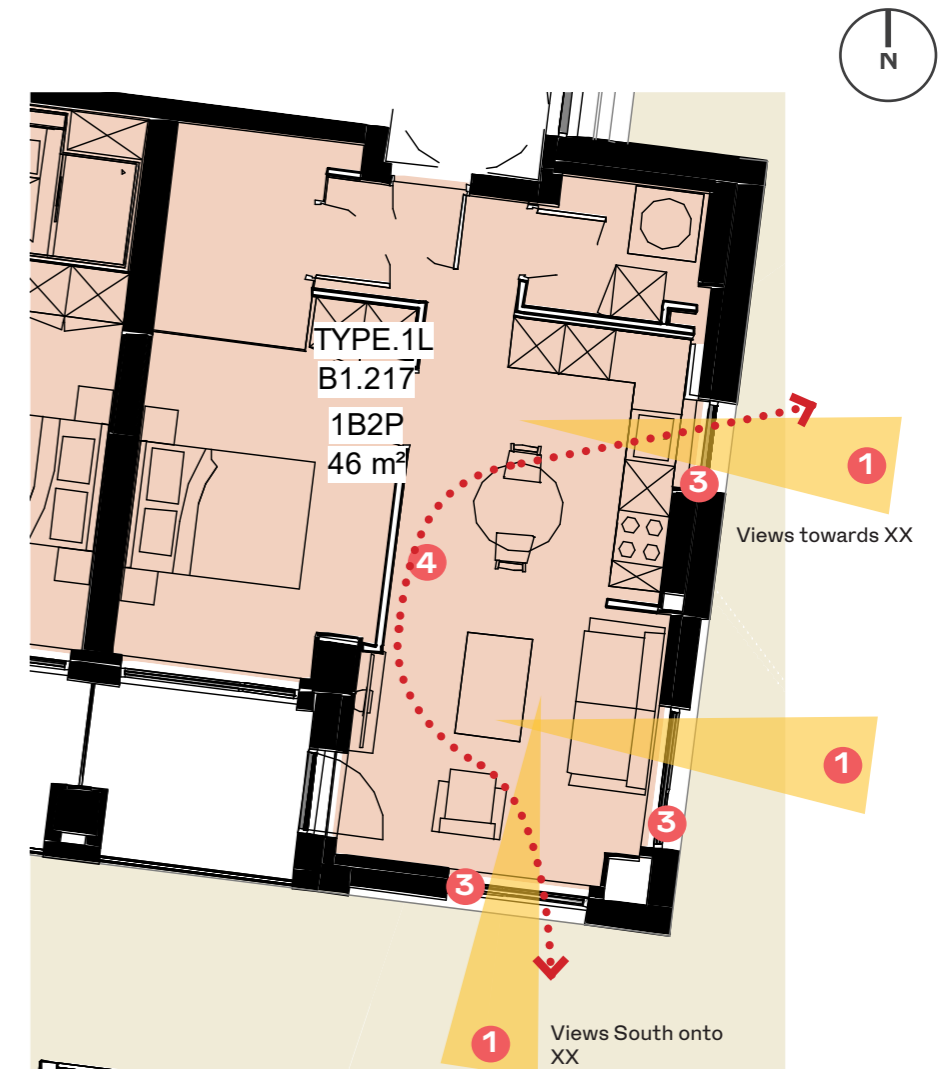 N
TYPE.1L
B1.217
1B2P
46 m²
1
3
Views towards XX
4
1
3
3
1
Views South onto
XX